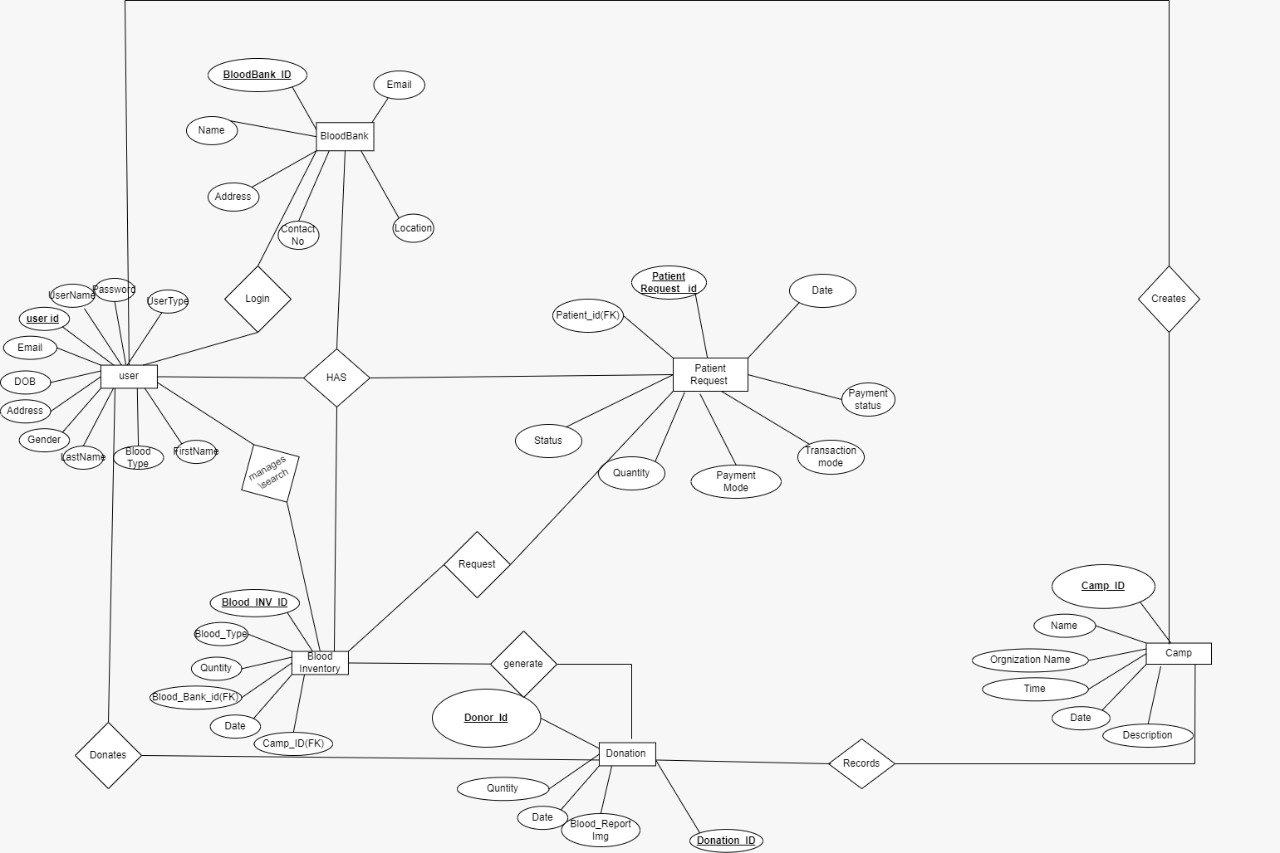 BloodBank_ID
Email
Name
BloodBank
Address
Contact
No
Location
Password
UserName
UserType
user id
Email
DOB
user
Address
Gender
LastName
Blood
Type
FirstName
Login
HAS
manages
\search
Patient
Request_ id
Date
Patient_id(FK)
Patient
Request
Payment
status
Status
Quantity
Payment
Mode
Transaction
mode
Creates
Request
Blood_INV_ID
Blood_Type
Quntity
Blood
Inventory
Blood_Bank_id(FK)
Date
Camp_ID(FK)
generate
Donor_Id
Donates
Donation
Quntity
Date
Blood_Report
Img
Donation_ID
Records
Camp_ID
Name
Camp
Orgnization Name
Time
Date
Description